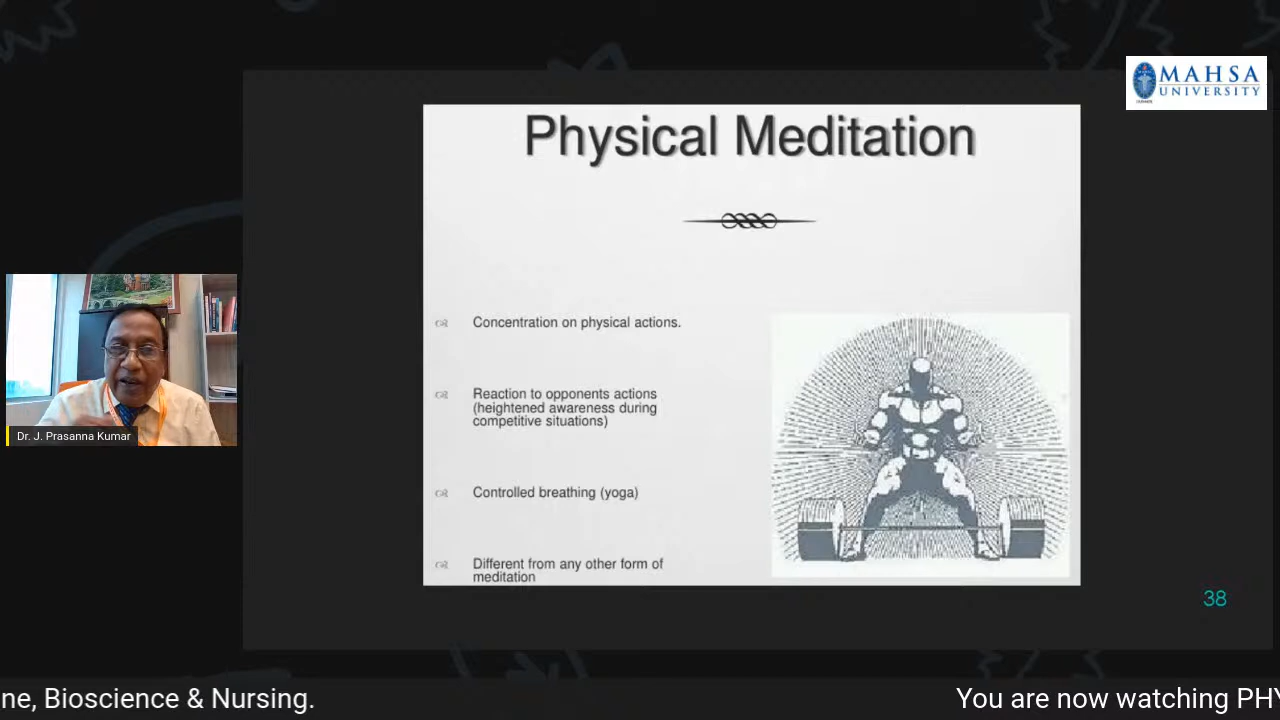 MAHSA
UNIVERSITY
Physical Meditation
Concentration on physical actions.
Reaction to opponents actions
(heightened awareness during
competitive situations)
Controlled breathing (yoga)
Different from any other form of
meditation
Dr. J. Prasanna Kumar
38
ne, Bioscience & Nursing.
You are now watching PHY